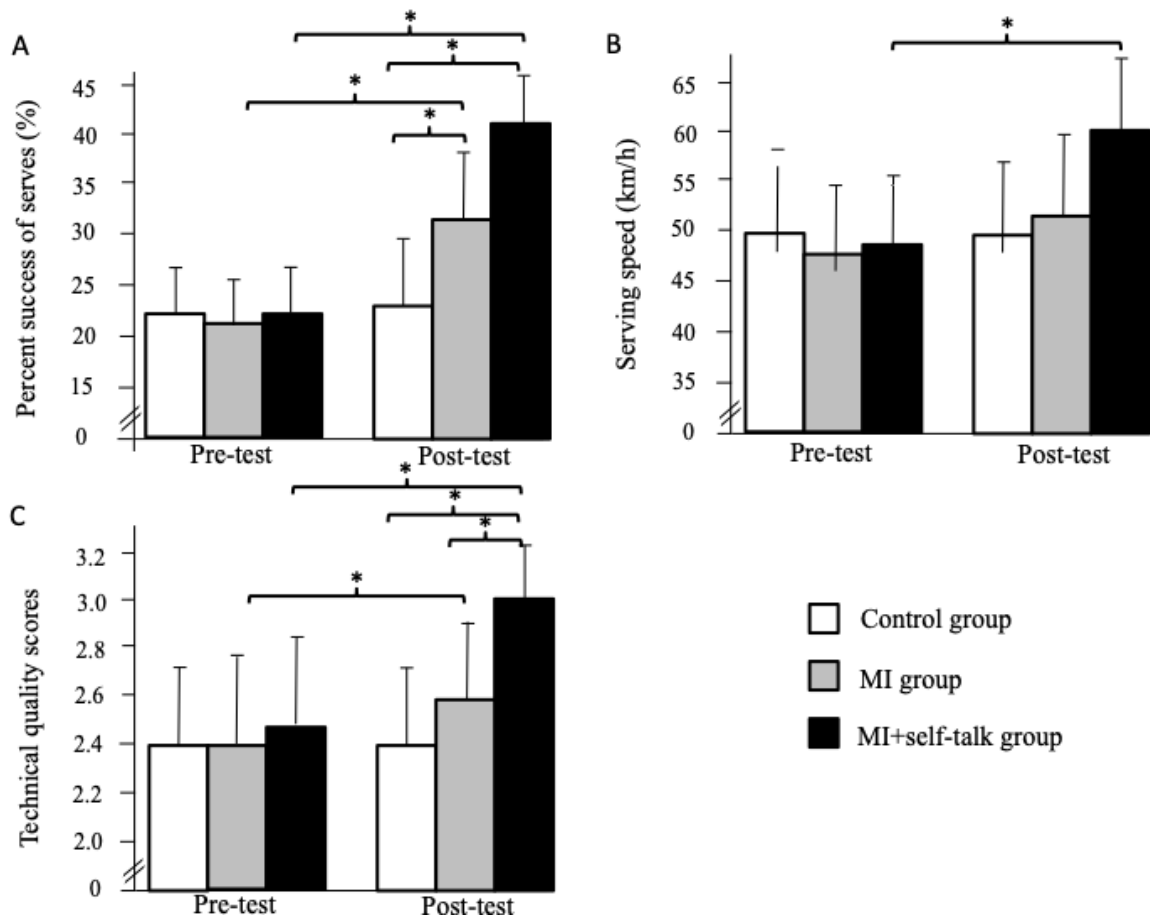 A
Percent success of serves (%)
45
40
35
30
25
20
15
0
Pre-test
Post-test
*
*
*
*
B
Serving speed (km/h)
65
60
55
50
45
40
35
0
Pre-test
Post-test
*
C
Technical quality scores
3.2
3.0
2.8
2.6
2.4
2.2
2.0
0
Pre-test
Post-test
*
*
*
*
Control group
MI group
MI+self-talk group